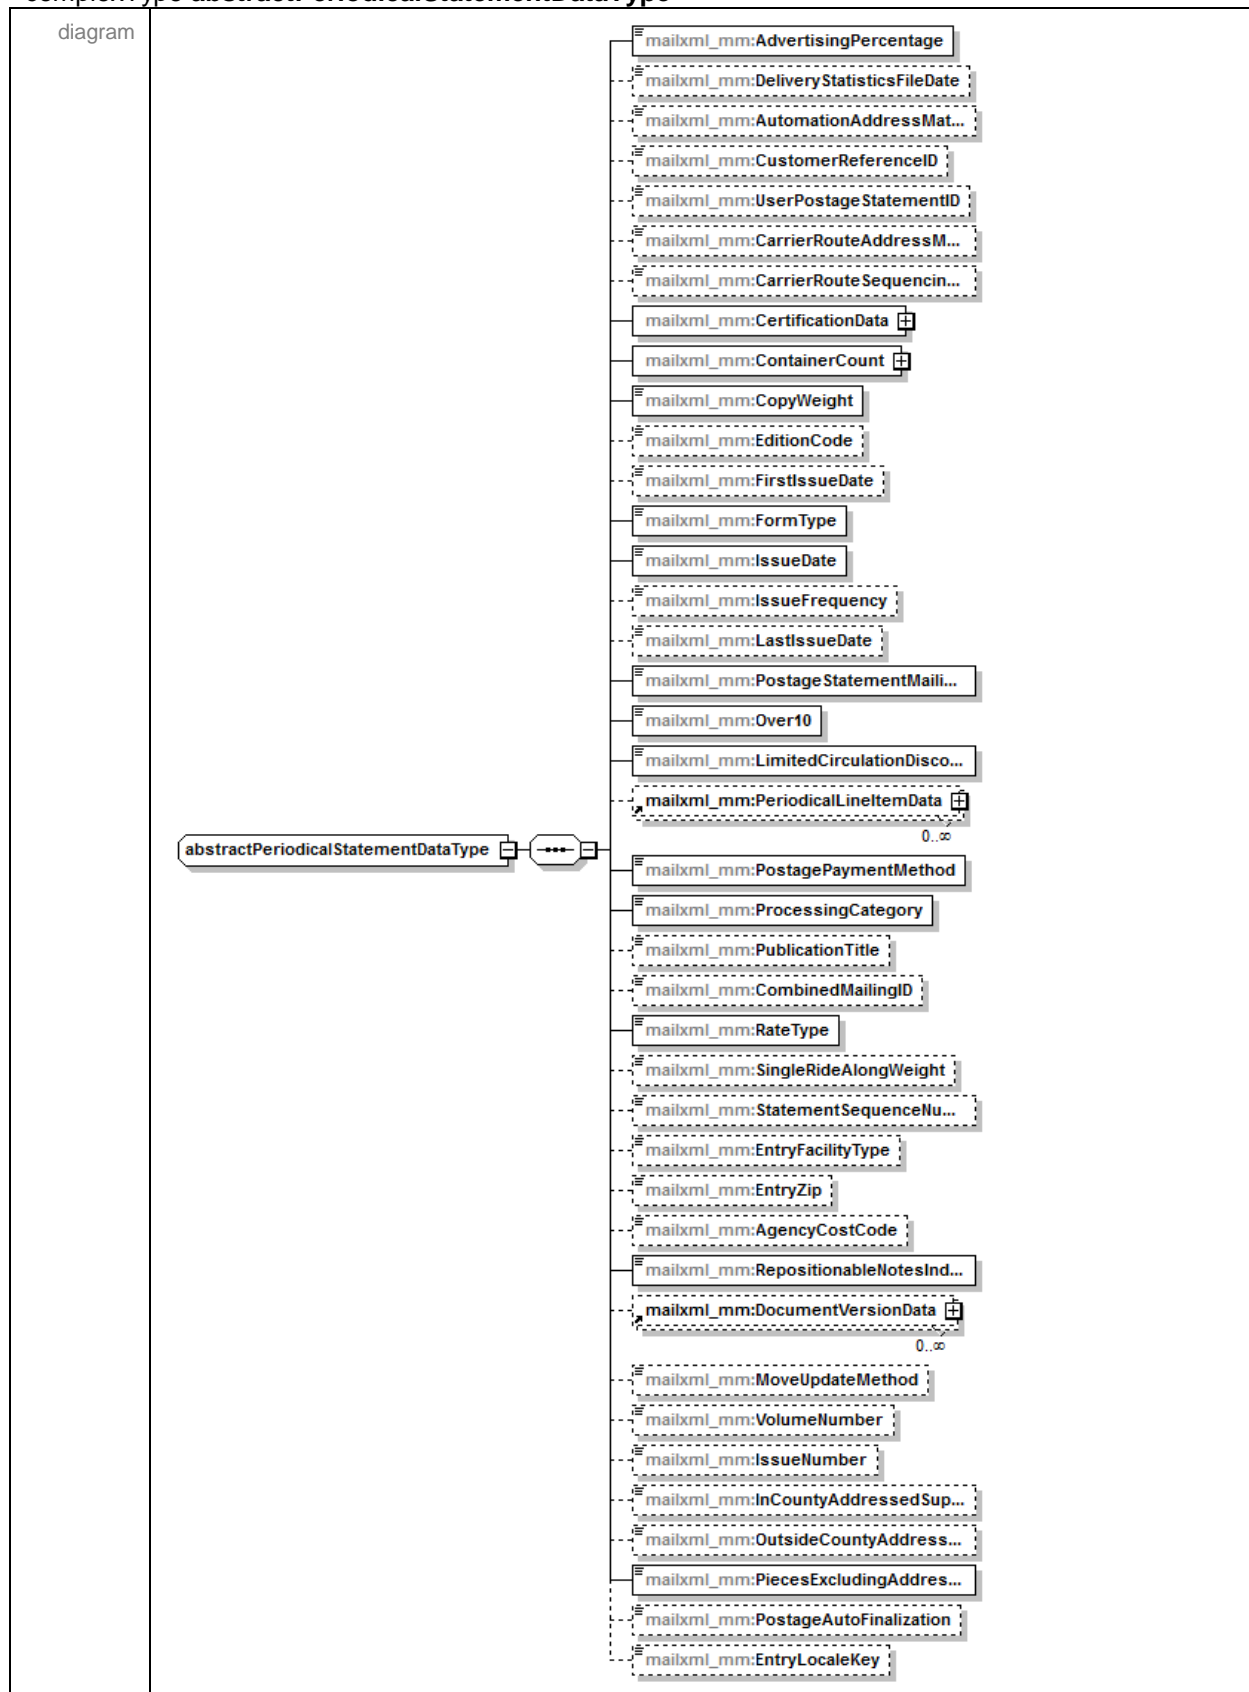 complexType abstractPeriodicalStatementDataType
diagram
mailxml_mm:AdvertisingPercentage
mailxml_mm:DeliveryStatisticsFileDate
mailxml_mm:AutomationAddressMat...
mailxml_mm:CustomerReferenceID
mailxml_mm:UserPostageStatementID
mailxml_mm:CarrierRouteAddressM...
mailxml_mm:CarrierRouteSequencin...
mailxml_mm:CertificationData
mailxml_mm:ContainerCount
mailxml_mm:CopyWeight
mailxml_mm:EditionCode
mailxml_mm:FirstIssueDate
mailxml_mm:FormType
mailxml_mm:IssueDate
mailxml_mm:IssueFrequency
mailxml_mm:LastIssueDate
mailxml_mm:PostageStatementMaili...
mailxml_mm:Over10
mailxml_mm:LimitedCirculationDisco...
mailxml_mm:PeriodicalLineItemData
0..∞
abstractPeriodicalStatementDataType
mailxml_mm:PostagePaymentMethod
mailxml_mm:ProcessingCategory
mailxml_mm:PublicationTitle
mailxml_mm:CombinedMailingID
mailxml_mm:RateType
mailxml_mm:SingleRideAlongWeight
mailxml_mm:StatementSequenceNu...
mailxml_mm:EntryFacilityType
mailxml_mm:EntryZip
mailxml_mm:AgencyCostCode
mailxml_mm:RepositionableNotesInd...
mailxml_mm:DocumentVersionData
0..∞
mailxml_mm:MoveUpdateMethod
mailxml_mm:VolumeNumber
mailxml_mm:IssueNumber
mailxml_mm:InCountyAddressedSup...
mailxml_mm:OutsideCountyAddress...
mailxml_mm:PiecesExcludingAddres...
mailxml_mm:PostageAutoFinalization
mailxml_mm:EntryLocaleKey